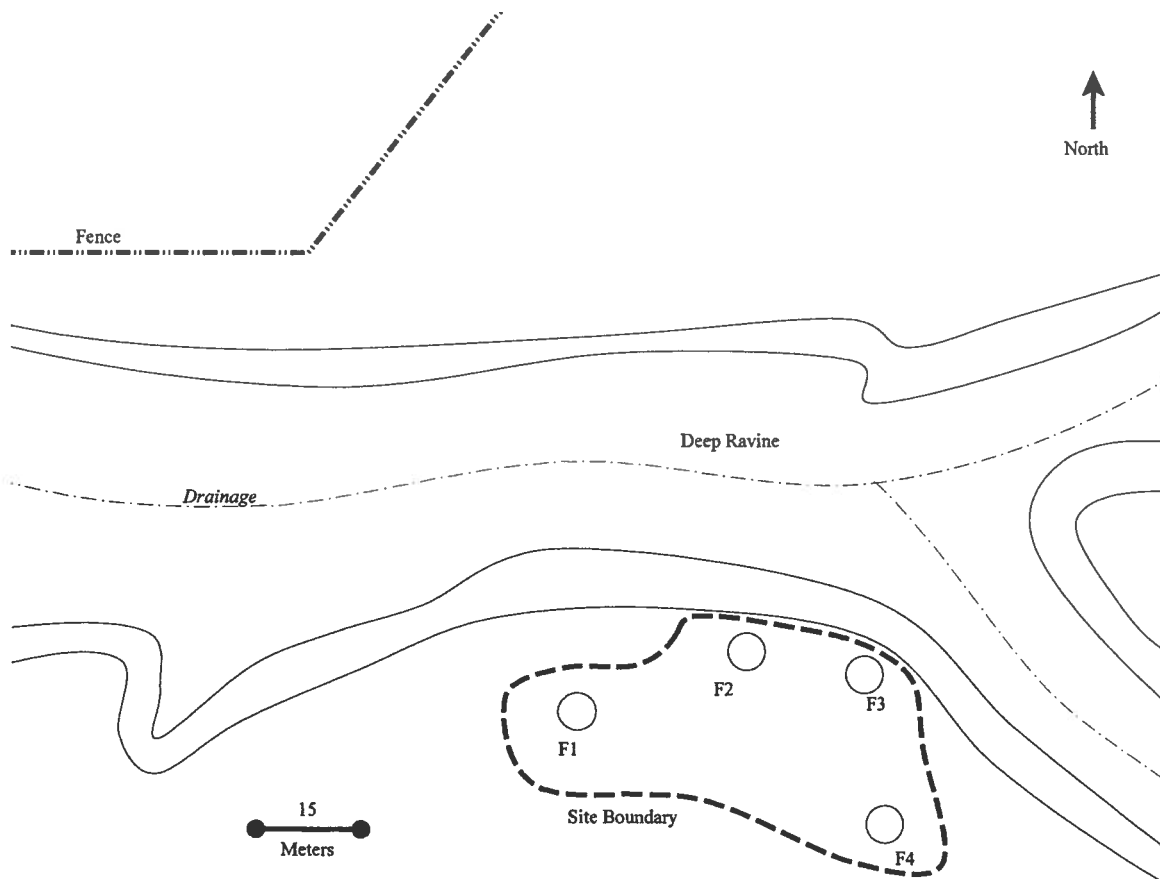 North
Fence
Deep Ravine
Drainage
F2
F3
F1
15
Meters
Site Boundary
F4